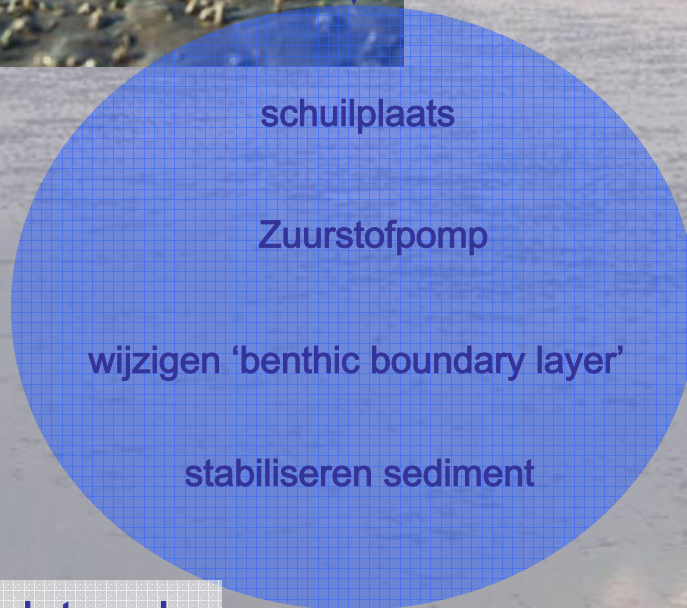 schuilplaats
Zuurstofpomp
wijzigen ‘benthic boundary layer’
stabiliseren sediment